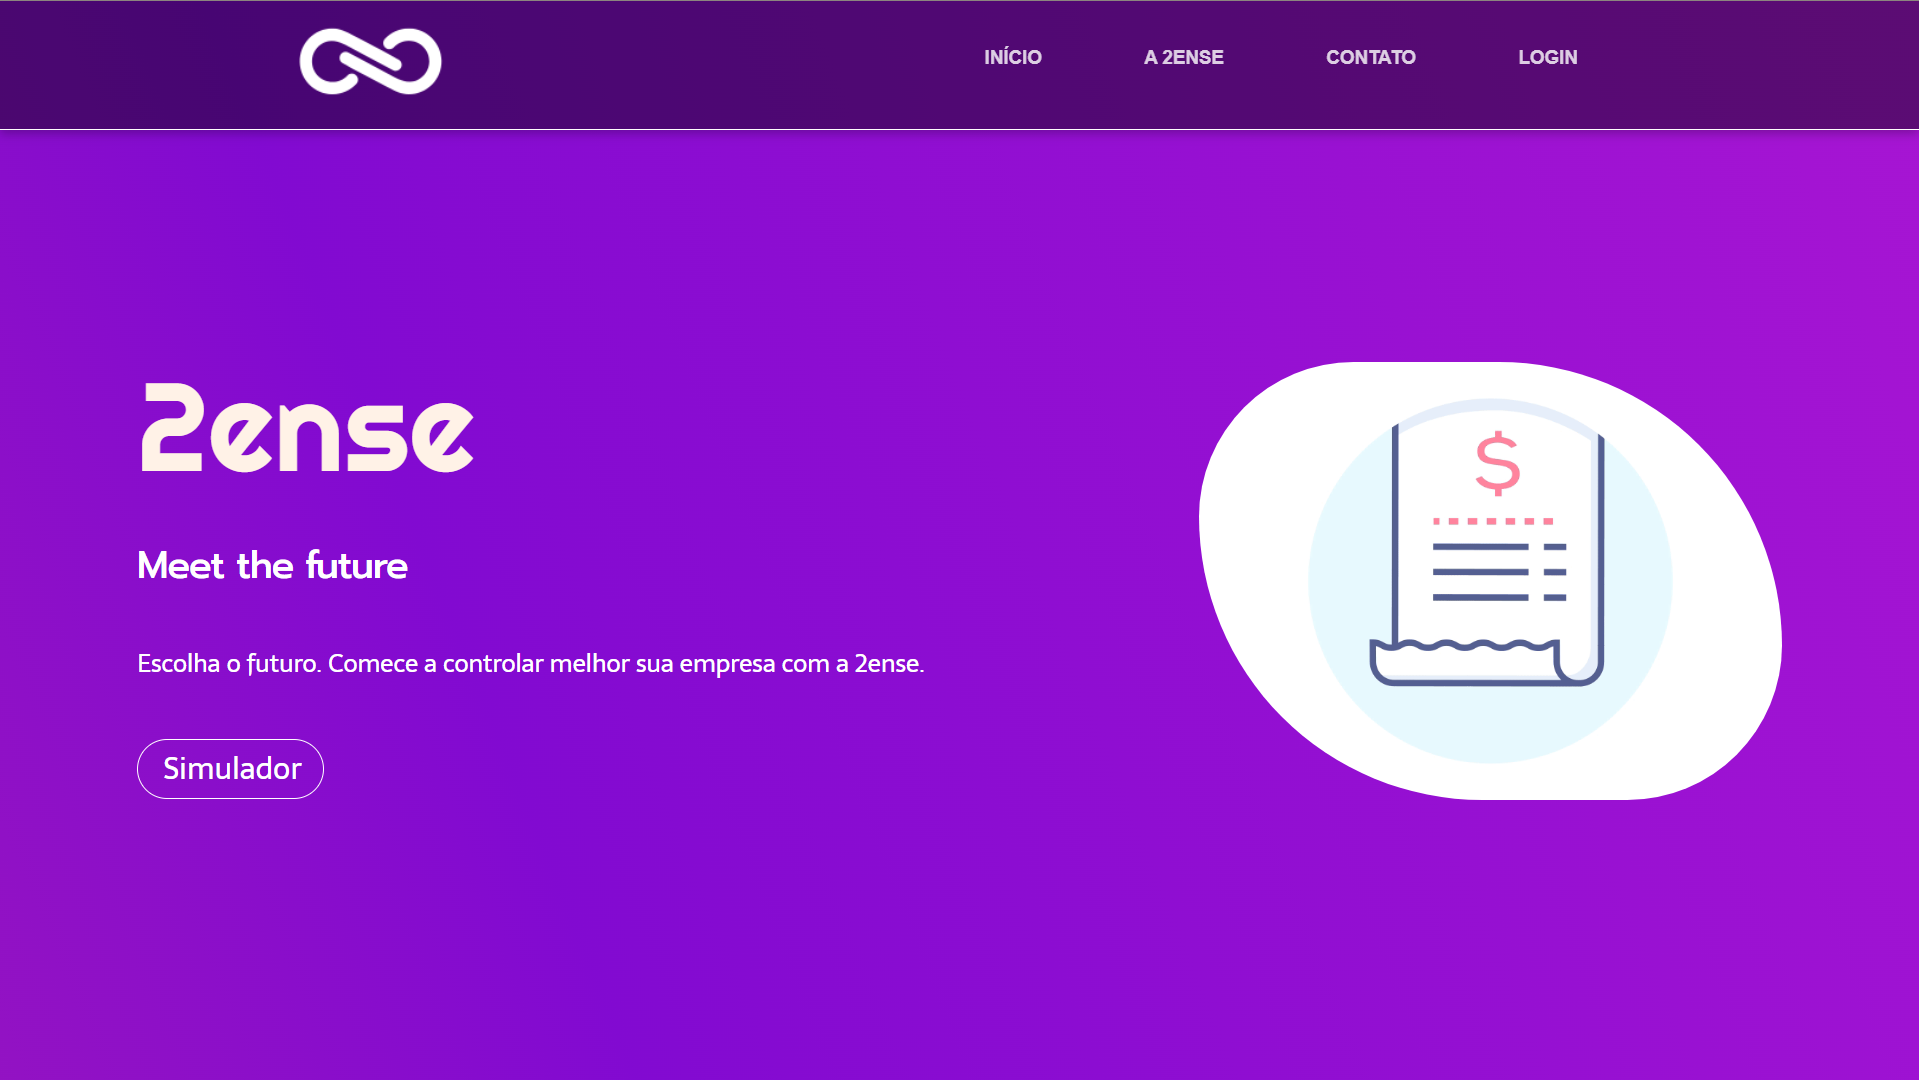 INÍCIO
A 2ENSE
CONTATO
LOGIN
2ense
Meet the future
Escolha o futuro. Comece a controlar melhor sua empresa com a 2ense.
Simulador
$